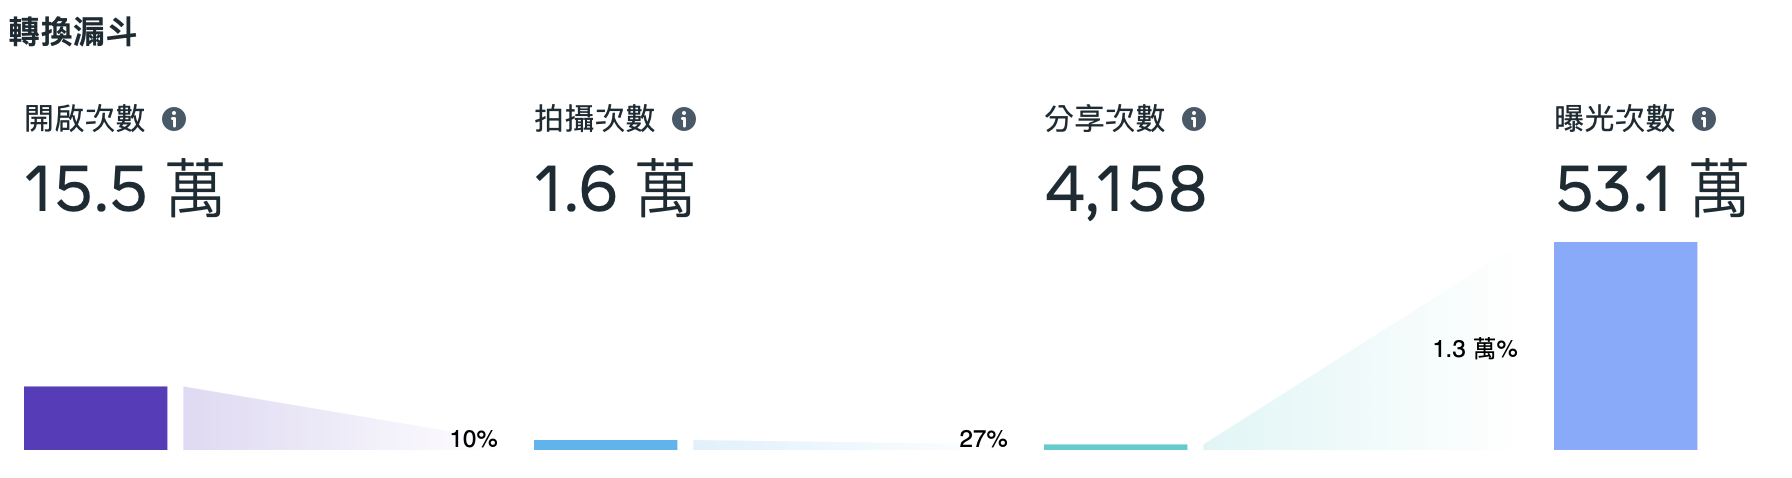 轉換漏斗
開啟次數
15.5 萬
拍攝次數
1.6 萬
分享次數
4,158
曝光次數
53.1 萬
10%
27%
1.3 萬%